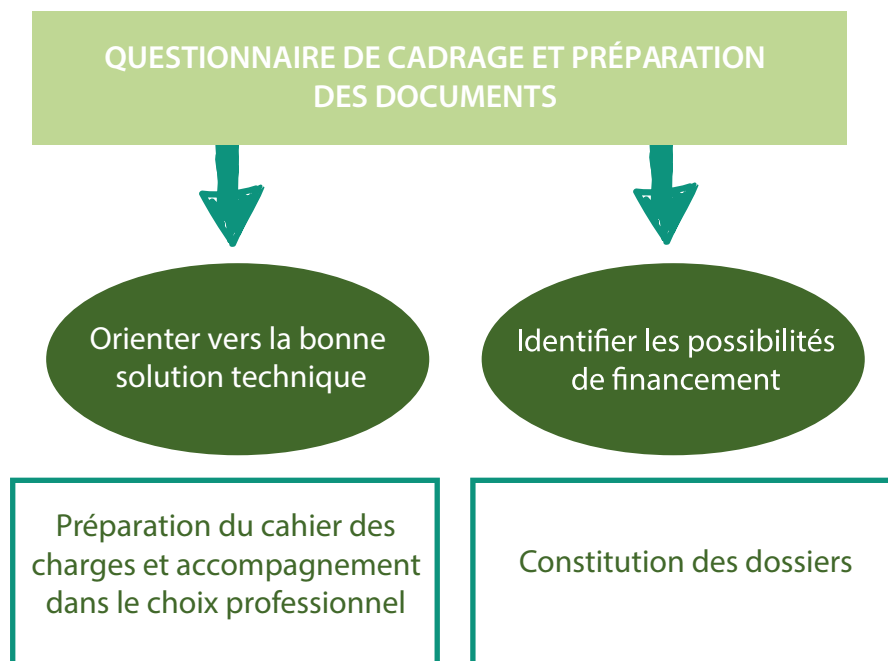 QUESTIONNAIRE DE CADRAGE ET PRÉPARATION
DES DOCUMENTS
Orienter vers la bonne
solution technique
Identifier les possibilités
de financement
Préparation du cahier des
charges et accompagnement
dans le choix professionnel
Constitution des dossiers